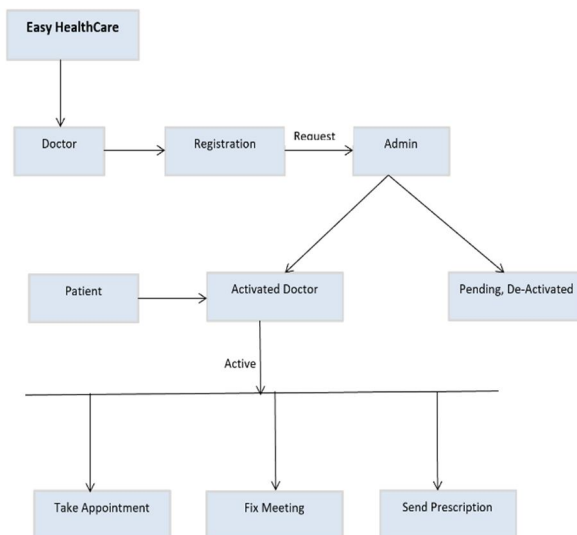 Easy HealthCare
Doctor
Registration
Request
Admin
Patient
Activated Doctor
Pending, De-Activated
Active
Take Appointment
Fix Meeting
Send Prescription